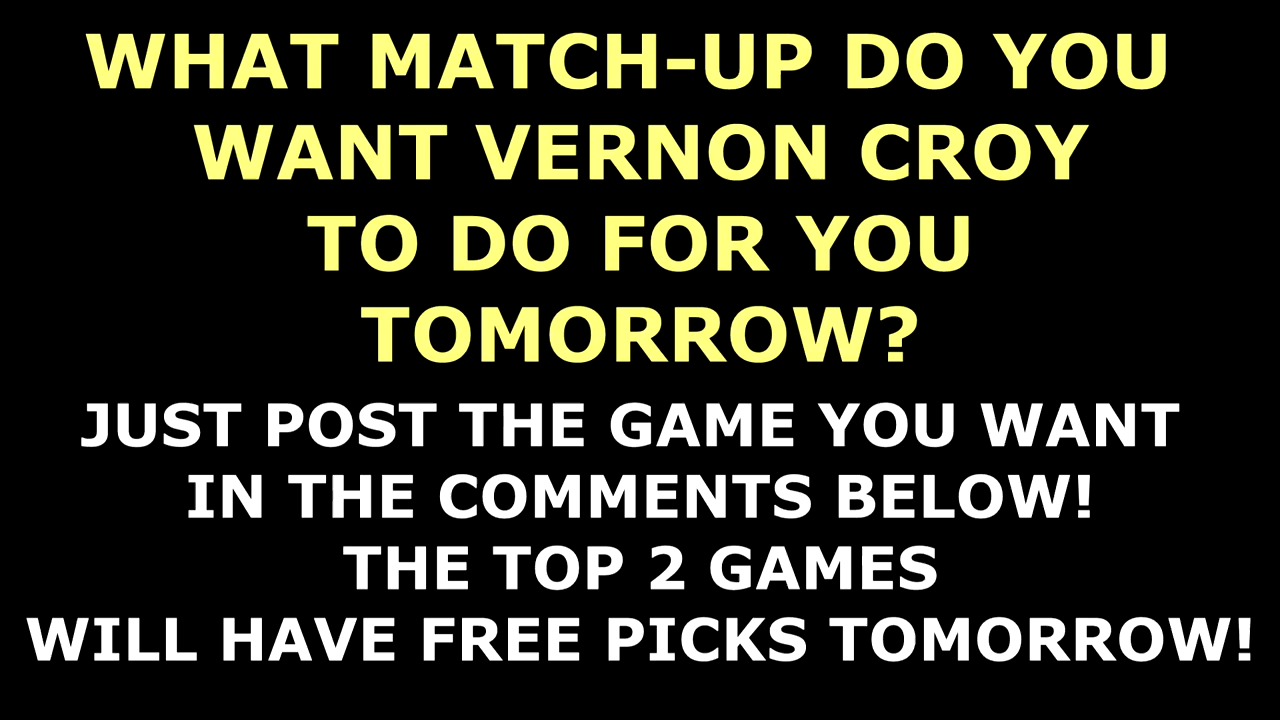 WHAT MATCH-UP DO YOU
WANT VERNON CROY
TO DO FOR YOU
TOMORROW?
JUST POST THE GAME YOU WANT
IN THE COMMENTS BELOW!
THE TOP 2 GAMES
WILL HAVE FREE PICKS TOMORROW!